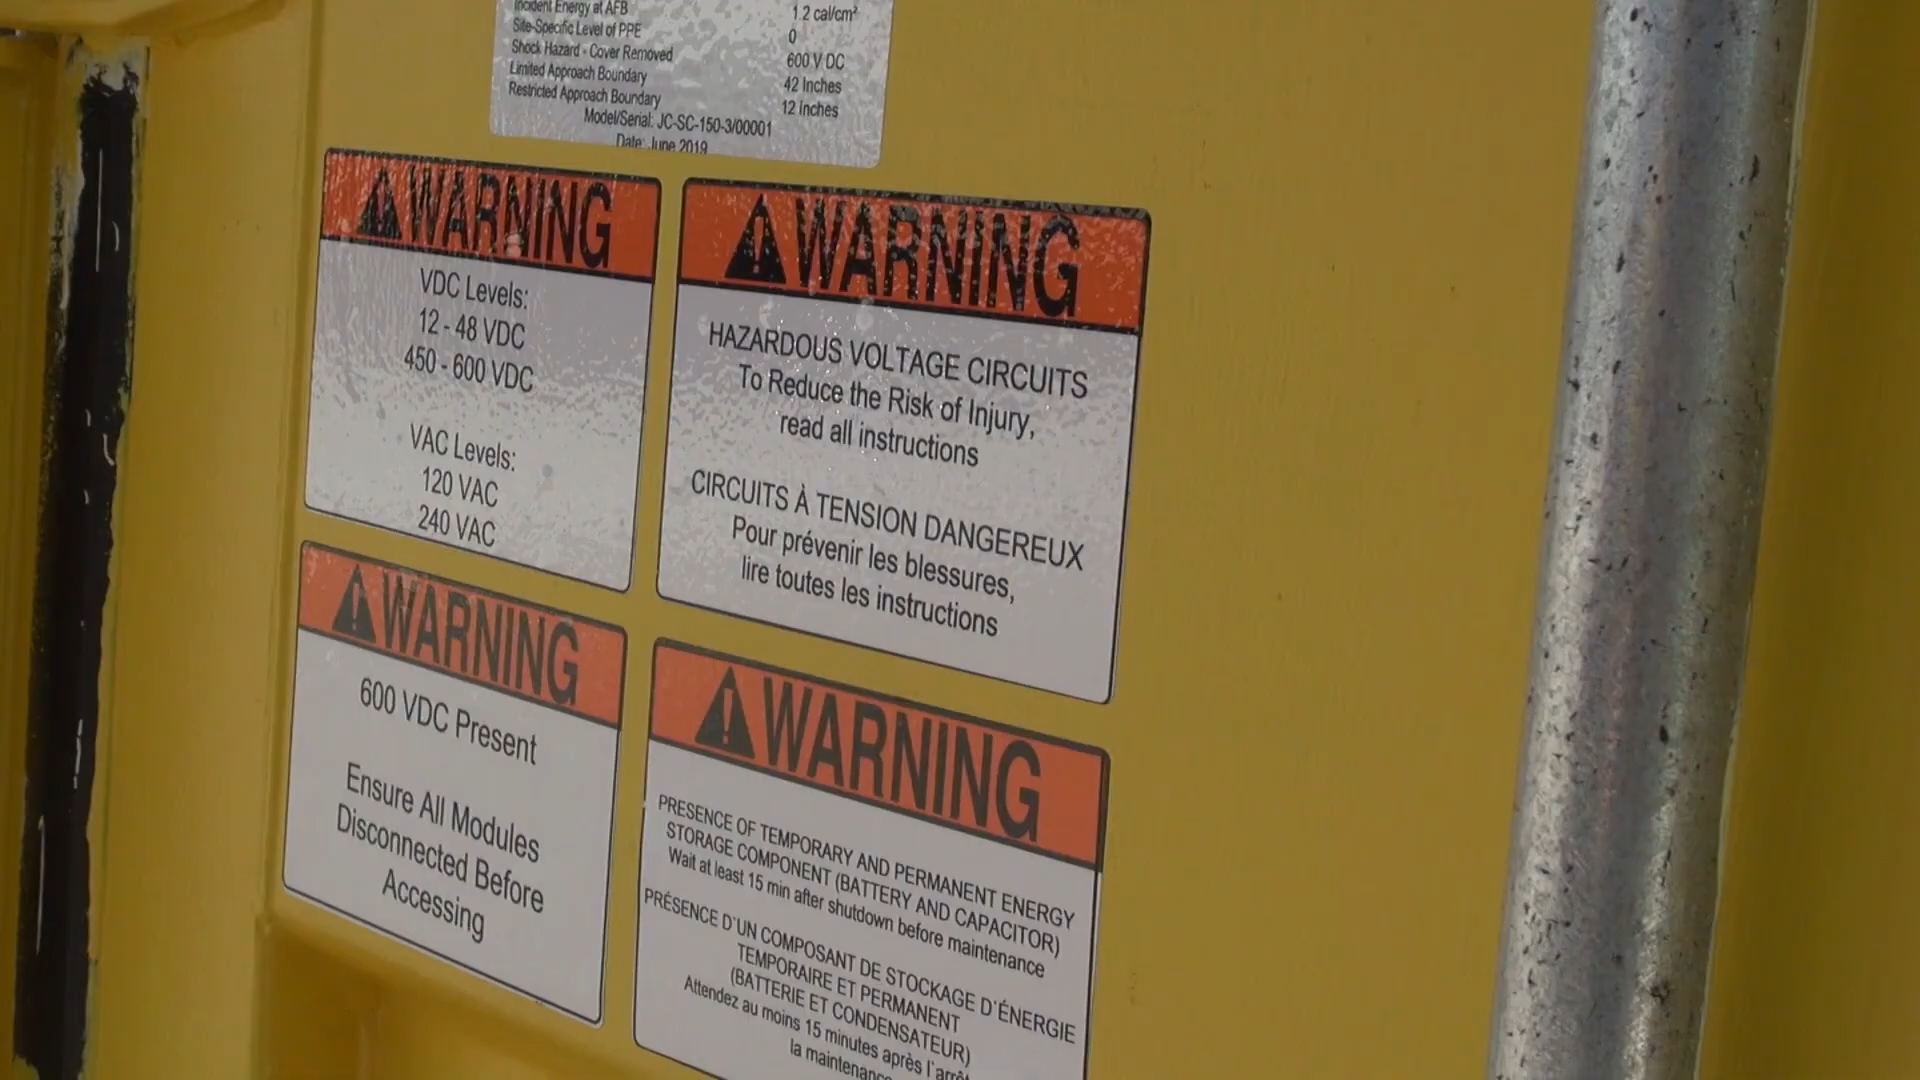 Incident Energy at AFB 1.2 cal/cm²
Site-Specific Level of PPE 0
Shock Hazard - Cover Removed 600 V DC
Limited Approach Boundary 42 Inches
Restricted Approach Boundary 12 Inches
Model/Serial: JC-SC-150-3/00001
Date: June 2019
WARNING
VDC Levels:
12 - 48 VDC
450 - 600 VDC
VAC Levels:
120 VAC
240 VAC
WARNING
HAZARDOUS VOLTAGE CIRCUITS
To Reduce the Risk of Injury,
read all instructions
CIRCUITS À TENSION DANGEREUX
Pour prévenir les blessures,
lire toutes les instructions
WARNING
600 VDC Present
Ensure All Modules
Disconnected Before
Accessing
WARNING
PRESENCE OF TEMPORARY AND PERMANENT ENERGY
STORAGE COMPONENT (BATTERY AND CAPACITOR)
Wait at least 15 min after shutdown before maintenance
PRÉSENCE D'UN COMPOSANT DE STOCKAGE D'ÉNERGIE
TEMPORAIRE ET PERMANENT
(BATTERIE ET CONDENSATEUR)
Attendez au moins 15 minutes après l'arrêt
la maintenance